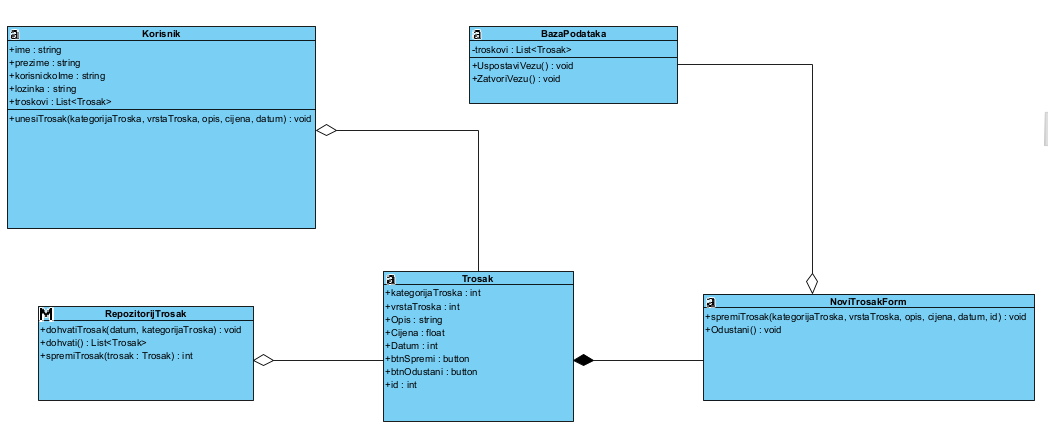 a
Korisnik
+ime : string
+prezime : string
+korisnickoIme : string
+lozinka : string
+troskovi : List<Trosak>
+unesiTrosak(kategorijaTroska, vrstaTroska, opis, cijena, datum) : void
a
BazaPodataka
-troskovi : List<Trosak>
+UspostaviVezu() : void
+ZatvoriVezu() : void
M
RepozitorijTrosak
+dohvatiTrosak(datum, kategorijaTroska) : void
+dohvati() : List<Trosak>
+spremiTrosak(trosak : Trosak) : int
a
Trosak
+kategorijaTroska : int
+vrstaTroska : int
+Opis : string
+Cijena : float
+Datum : int
+btnSpremi : button
+btnOdustani : button
+id : int
a
NoviTrosakForm
+spremiTrosak(kategorijaTroska, vrstaTroska, opis, cijena, datum, id) : void
+Odustani() : void